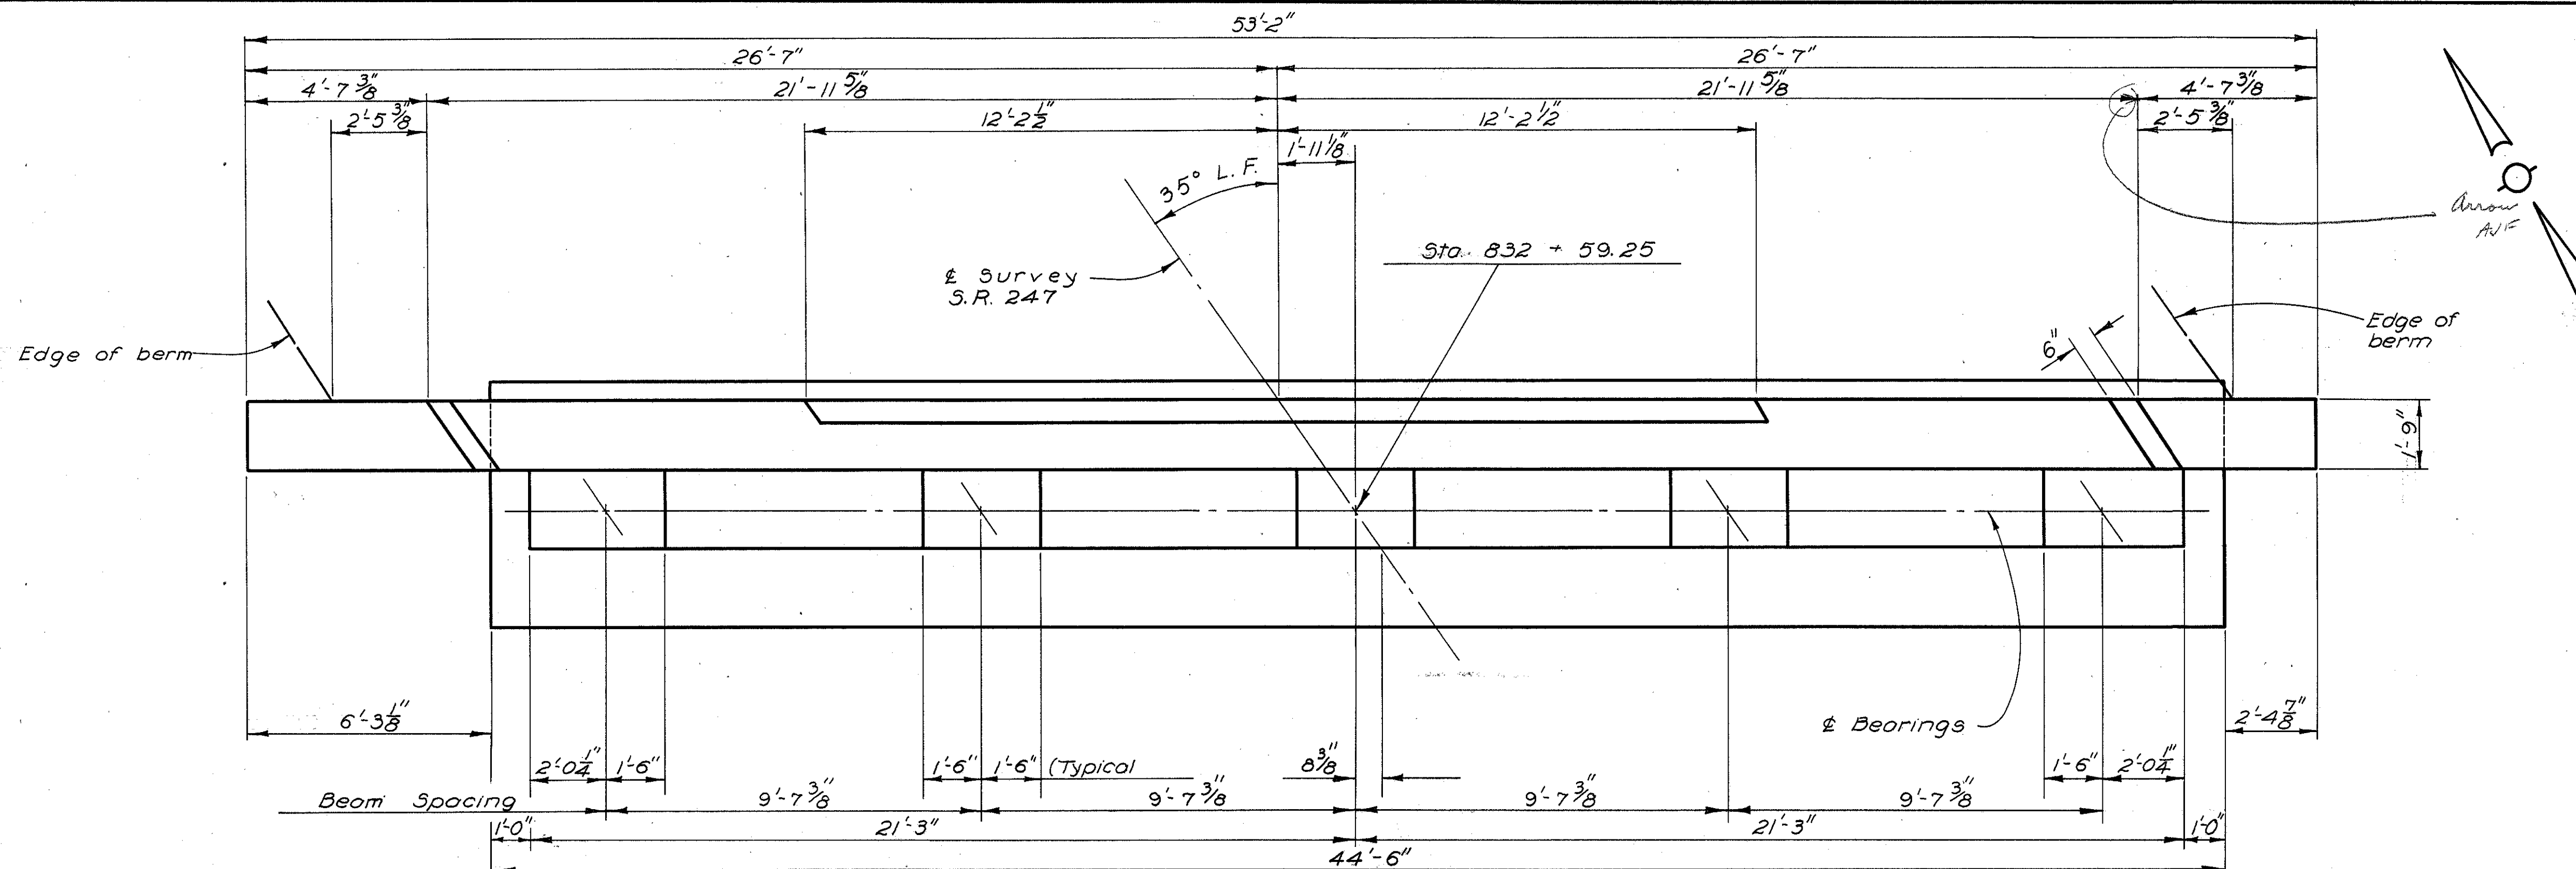 53'-2"
26'-7" 26'-7"
4'-7 3/8" 21'-11 5/8" 21'-11 5/8" 4'-7 3/8"
2'-5 3/8" 12'-2 1/2" 12'-2 1/2" 2'-5 3/8"
1'-11 1/8"
35° L.F.
Arrow
AJF
Sta. 832 + 59.25
℄ Survey
S.R. 247
Edge of berm
6"
Edge of
berm
1'-9"
6'-3 1/8"
℄ Bearings
2'-4 7/8"
2'-0 1/4" 1'-6" 1'-6" 1'-6" (Typical 8 3/8" 1'-6" 2'-0 1/4"
Beam Spacing 9'-7 3/8" 9'-7 3/8" 9'-7 3/8" 9'-7 3/8"
1'-0" 21'-3" 21'-3" 1'-0"
44'-6"